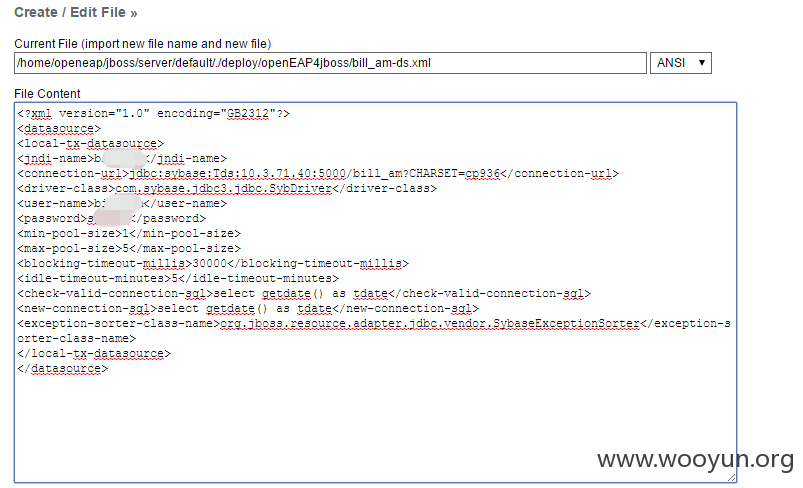 Create / Edit File »
Current File (import new file name and new file)
/home/openeap/jboss/server/default/./deploy/openEAP4jboss/bill_am-ds.xml
ANSI
File Content
<?xml version="1.0" encoding="GB2312"?>
<datasource>
<local-tx-datasource>
<jndi-name>b</jndi-name>
<connection-url>jdbc:sybase:Tds:10.3.71.40:5000/bill_am?CHARSET=cp936</connection-url>
<driver-class>com.sybase.jdbc3.jdbc.SybDriver</driver-class>
<user-name>bi</user-name>
<password>s</password>
<min-pool-size>1</min-pool-size>
<max-pool-size>5</max-pool-size>
<blocking-timeout-millis>30000</blocking-timeout-millis>
<idle-timeout-minutes>5</idle-timeout-minutes>
<check-valid-connection-sql>select getdate() as tdate</check-valid-connection-sql>
<new-connection-sql>select getdate() as tdate</new-connection-sql>
<exception-sorter-class-name>org.jboss.resource.adapter.jdbc.vendor.SybaseExceptionSorter</exception-s
orter-class-name>
</local-tx-datasource>
</datasource>
www.wooyun.org